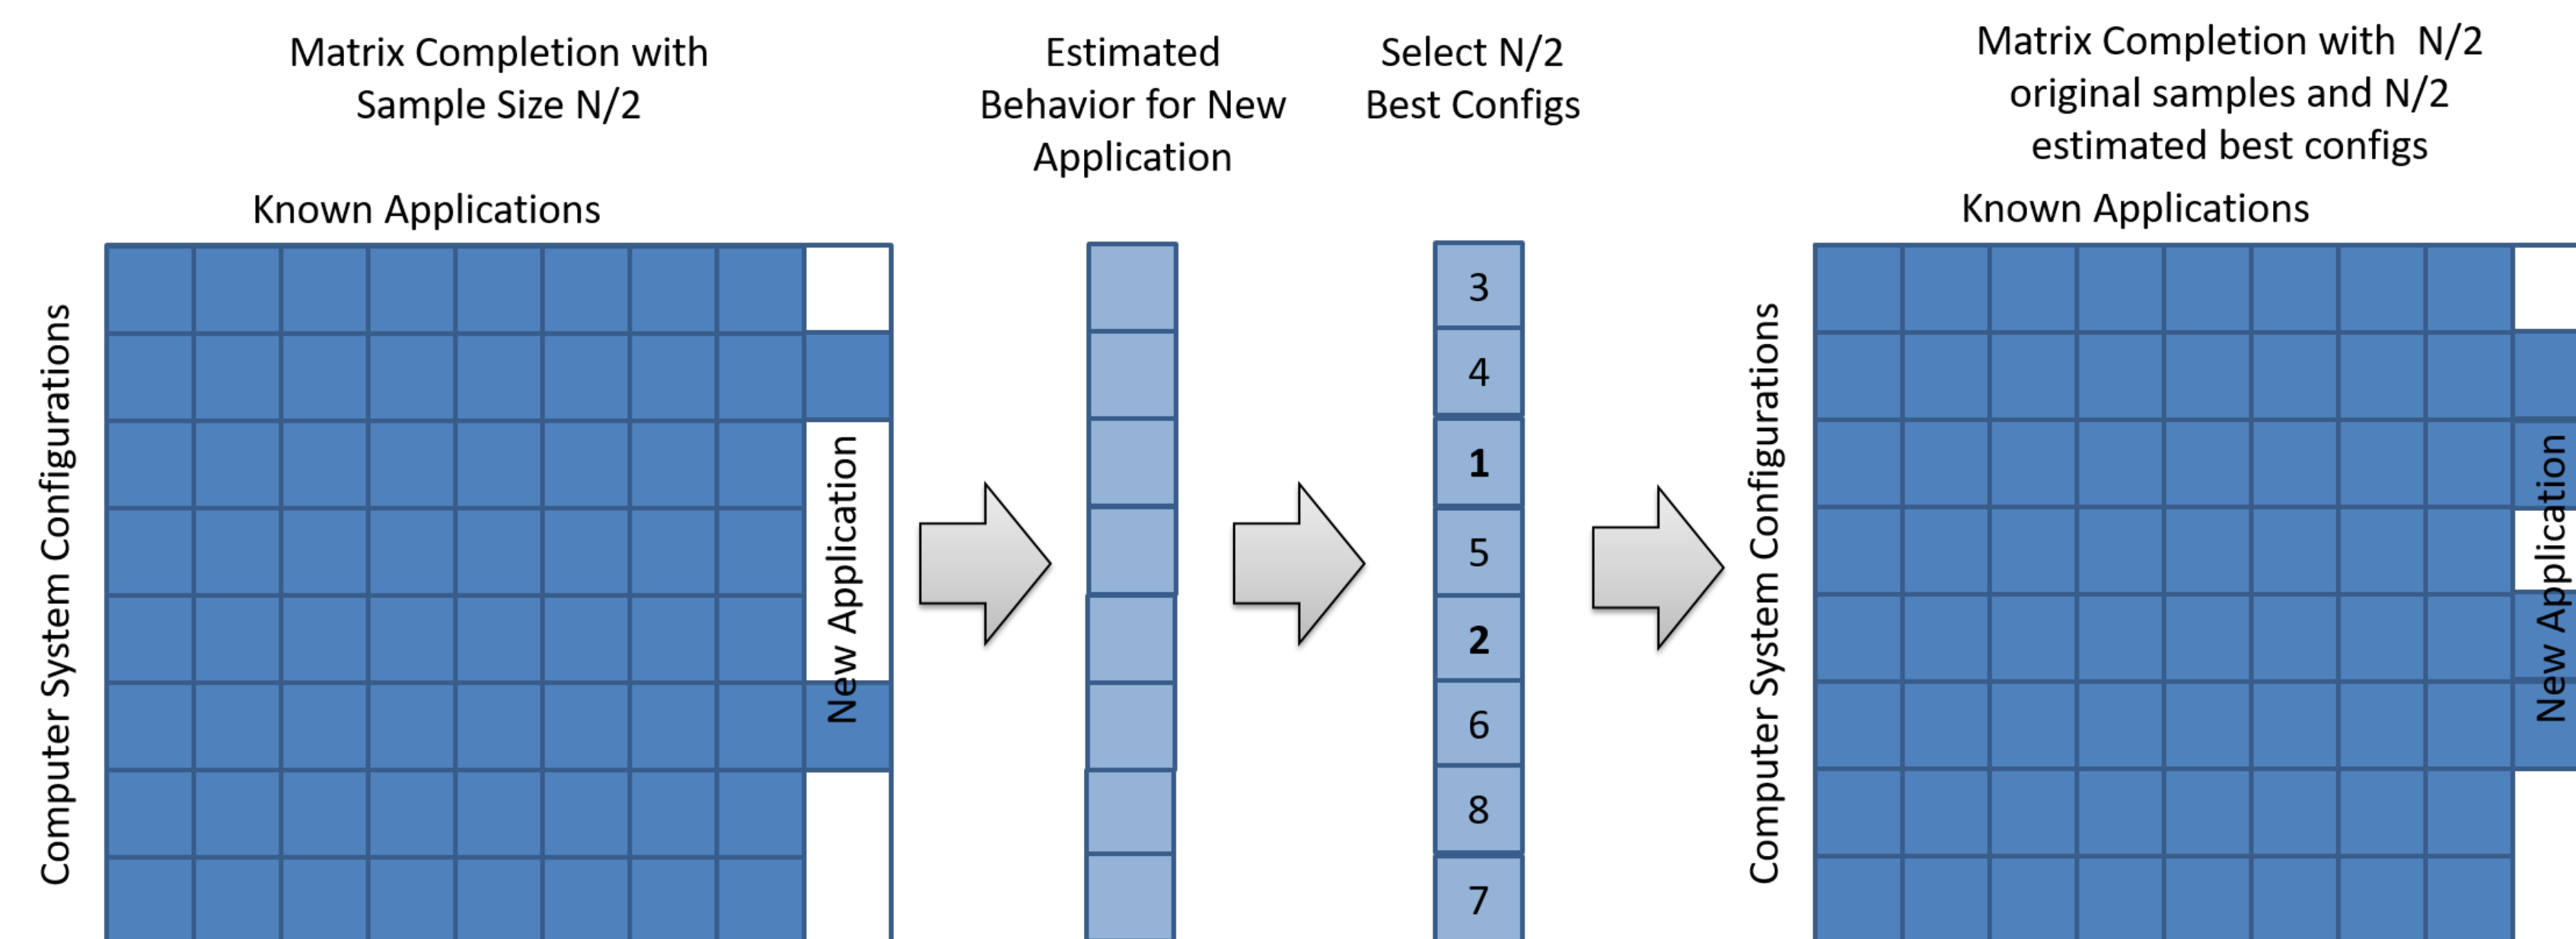 Matrix Completion with
Sample Size N/2
Known Applications
Computer System Configurations
New Application
Estimated
Behavior for New
Application
Select N/2
Best Configs
3
4
1
5
2
6
8
7
Matrix Completion with N/2
original samples and N/2
estimated best configs
Known Applications
Computer System Configurations
New Application